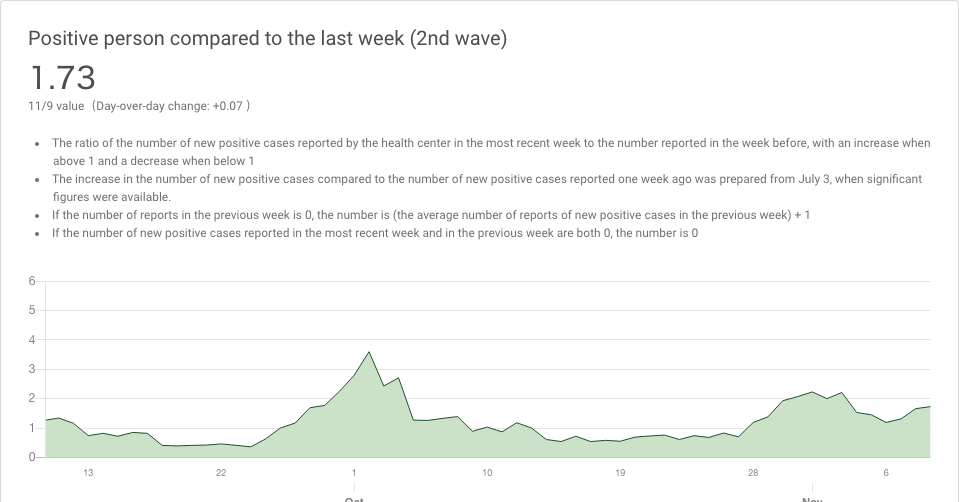 Positive person compared to the last week (2nd wave)
1.73
11/9 value（Day-over-day change: +0.07 ）
The ratio of the number of new positive cases reported by the health center in the most recent week to the number reported in the week before, with an increase when
above 1 and a decrease when below 1
The increase in the number of new positive cases compared to the number of new positive cases reported one week ago was prepared from July 3, when significant
figures were available.
If the number of reports in the previous week is 0, the number is (the average number of reports of new positive cases in the previous week) + 1
If the number of new positive cases reported in the most recent week and in the previous week are both 0, the number is 0
6
5
4
3
2
1
0
13 22 1 10 19 28 6
Oct Nov